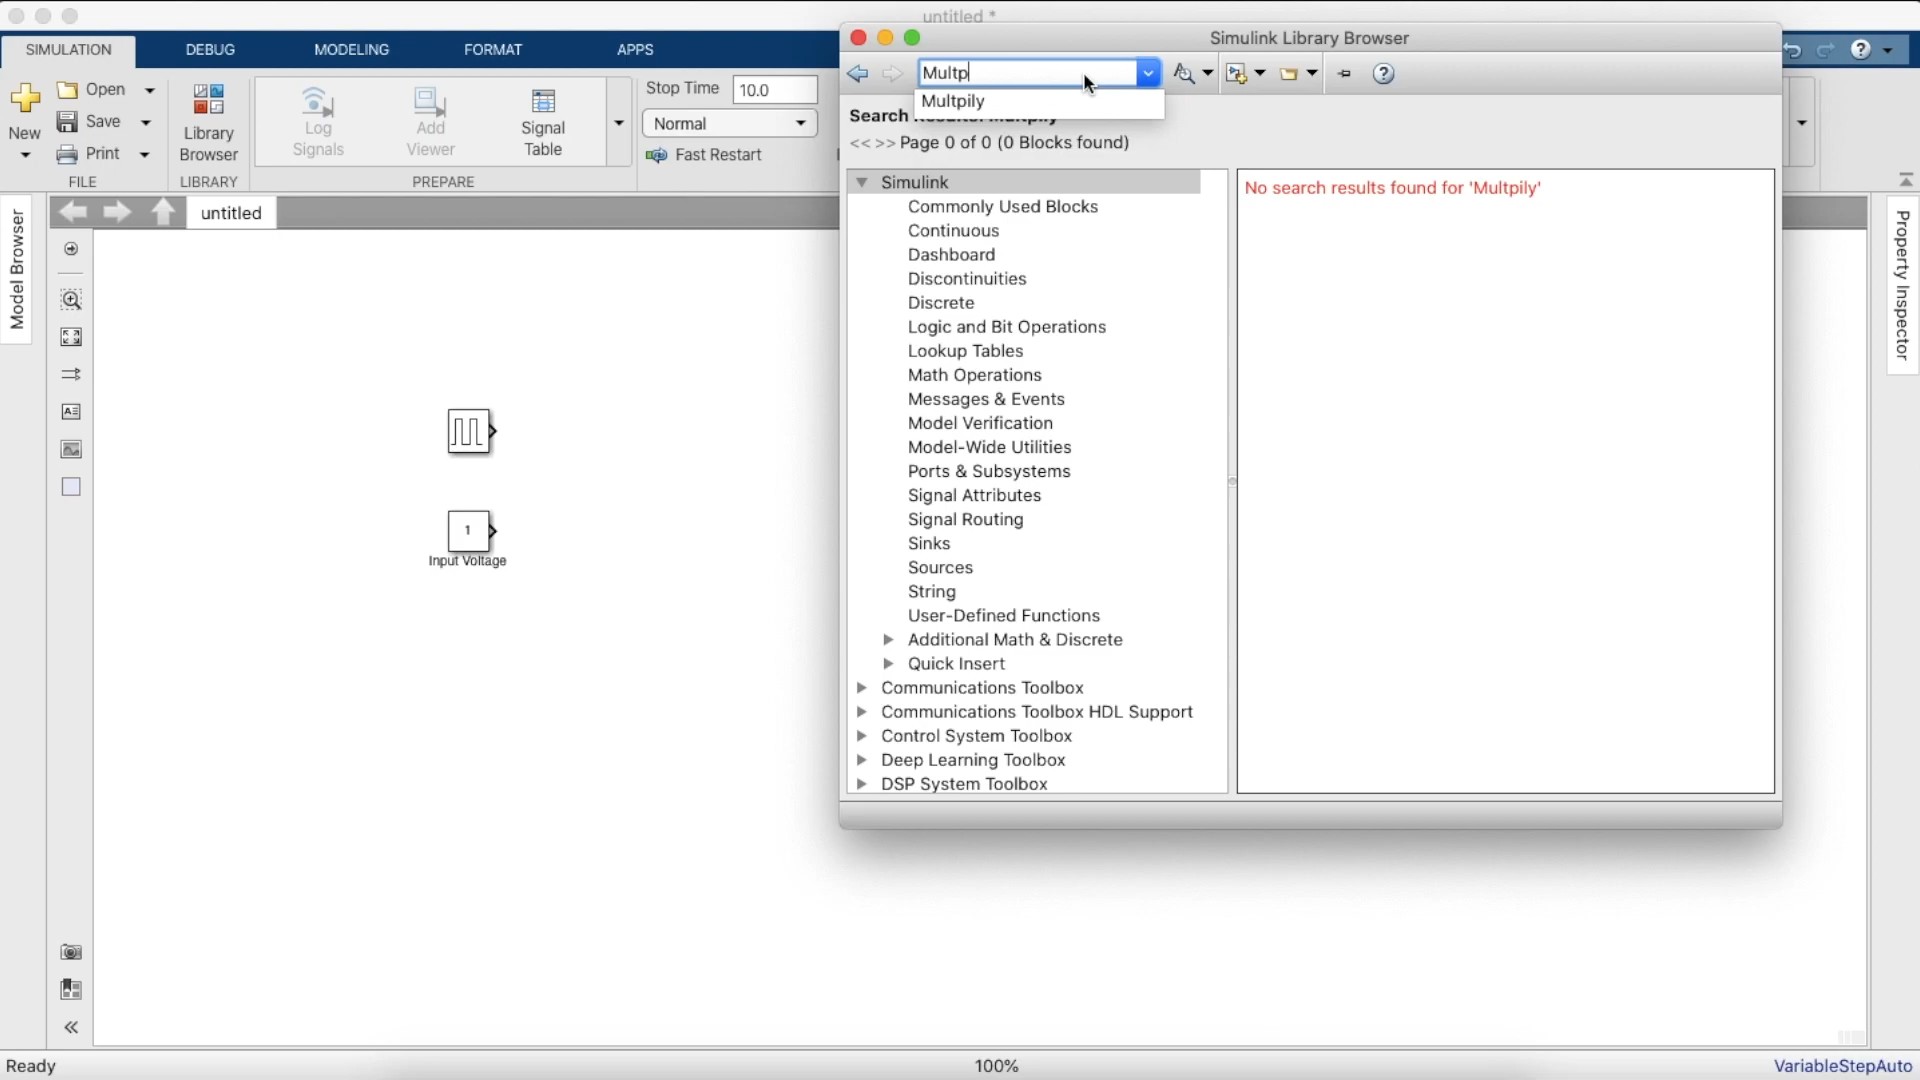 untitled *
SIMULATION DEBUG MODELING FORMAT APPS
New
Open
Save
Print
FILE
Library
Browser
LIBRARY
Log
Signals
Add
Viewer
Signal
Table
PREPARE
Stop Time 10.0
Normal
Fast Restart
untitled
Model Browser
Property Inspector
1
Input Voltage
Simulink Library Browser
Multp
Multpily
Search Results: Multpily
<< >> Page 0 of 0 (0 Blocks found)
Simulink
Commonly Used Blocks
Continuous
Dashboard
Discontinuities
Discrete
Logic and Bit Operations
Lookup Tables
Math Operations
Messages & Events
Model Verification
Model-Wide Utilities
Ports & Subsystems
Signal Attributes
Signal Routing
Sinks
Sources
String
User-Defined Functions
Additional Math & Discrete
Quick Insert
Communications Toolbox
Communications Toolbox HDL Support
Control System Toolbox
Deep Learning Toolbox
DSP System Toolbox
No search results found for 'Multpily'
Ready
100%
VariableStepAuto